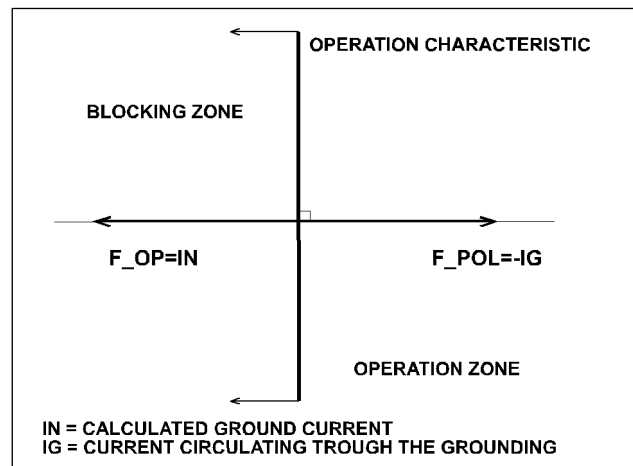 OPERATION CHARACTERISTIC
BLOCKING ZONE
F_OP=IN
F_POL=-IG
OPERATION ZONE
IN = CALCULATED GROUND CURRENT
IG = CURRENT CIRCULATING TROUGH THE GROUNDING